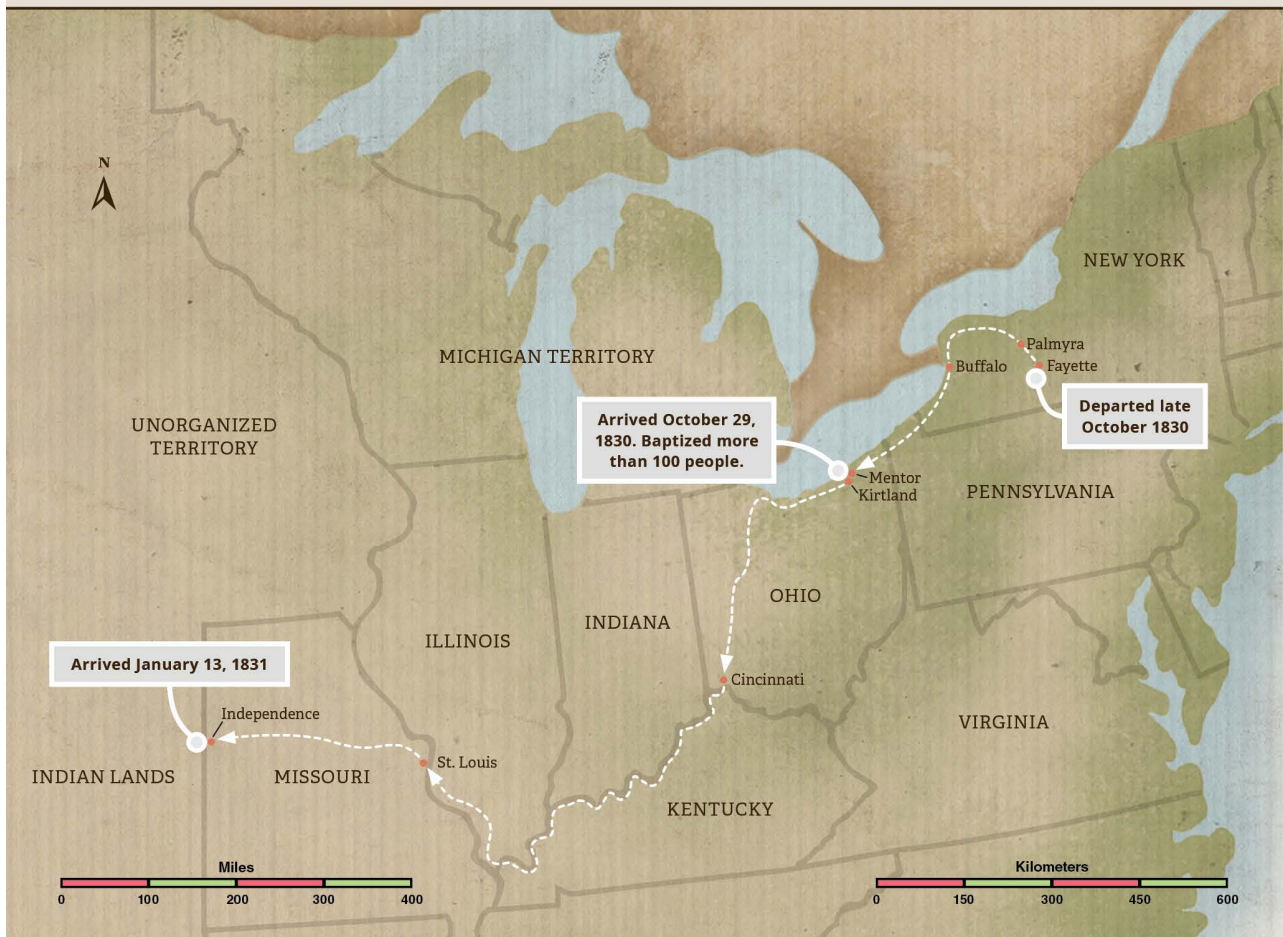 N
NEW YORK
Palmyra
Buffalo
Fayette
MICHIGAN TERRITORY
Departed late
October 1830
Arrived October 29,
1830. Baptized more
than 100 people.
UNORGANIZED
TERRITORY
Mentor
Kirtland
PENNSYLVANIA
OHIO
INDIANA
ILLINOIS
Arrived January 13, 1831
Cincinnati
Independence
VIRGINIA
St. Louis
INDIAN LANDS
MISSOURI
KENTUCKY
Miles
0 100 200 300 400
Kilometers
0 150 300 450 600